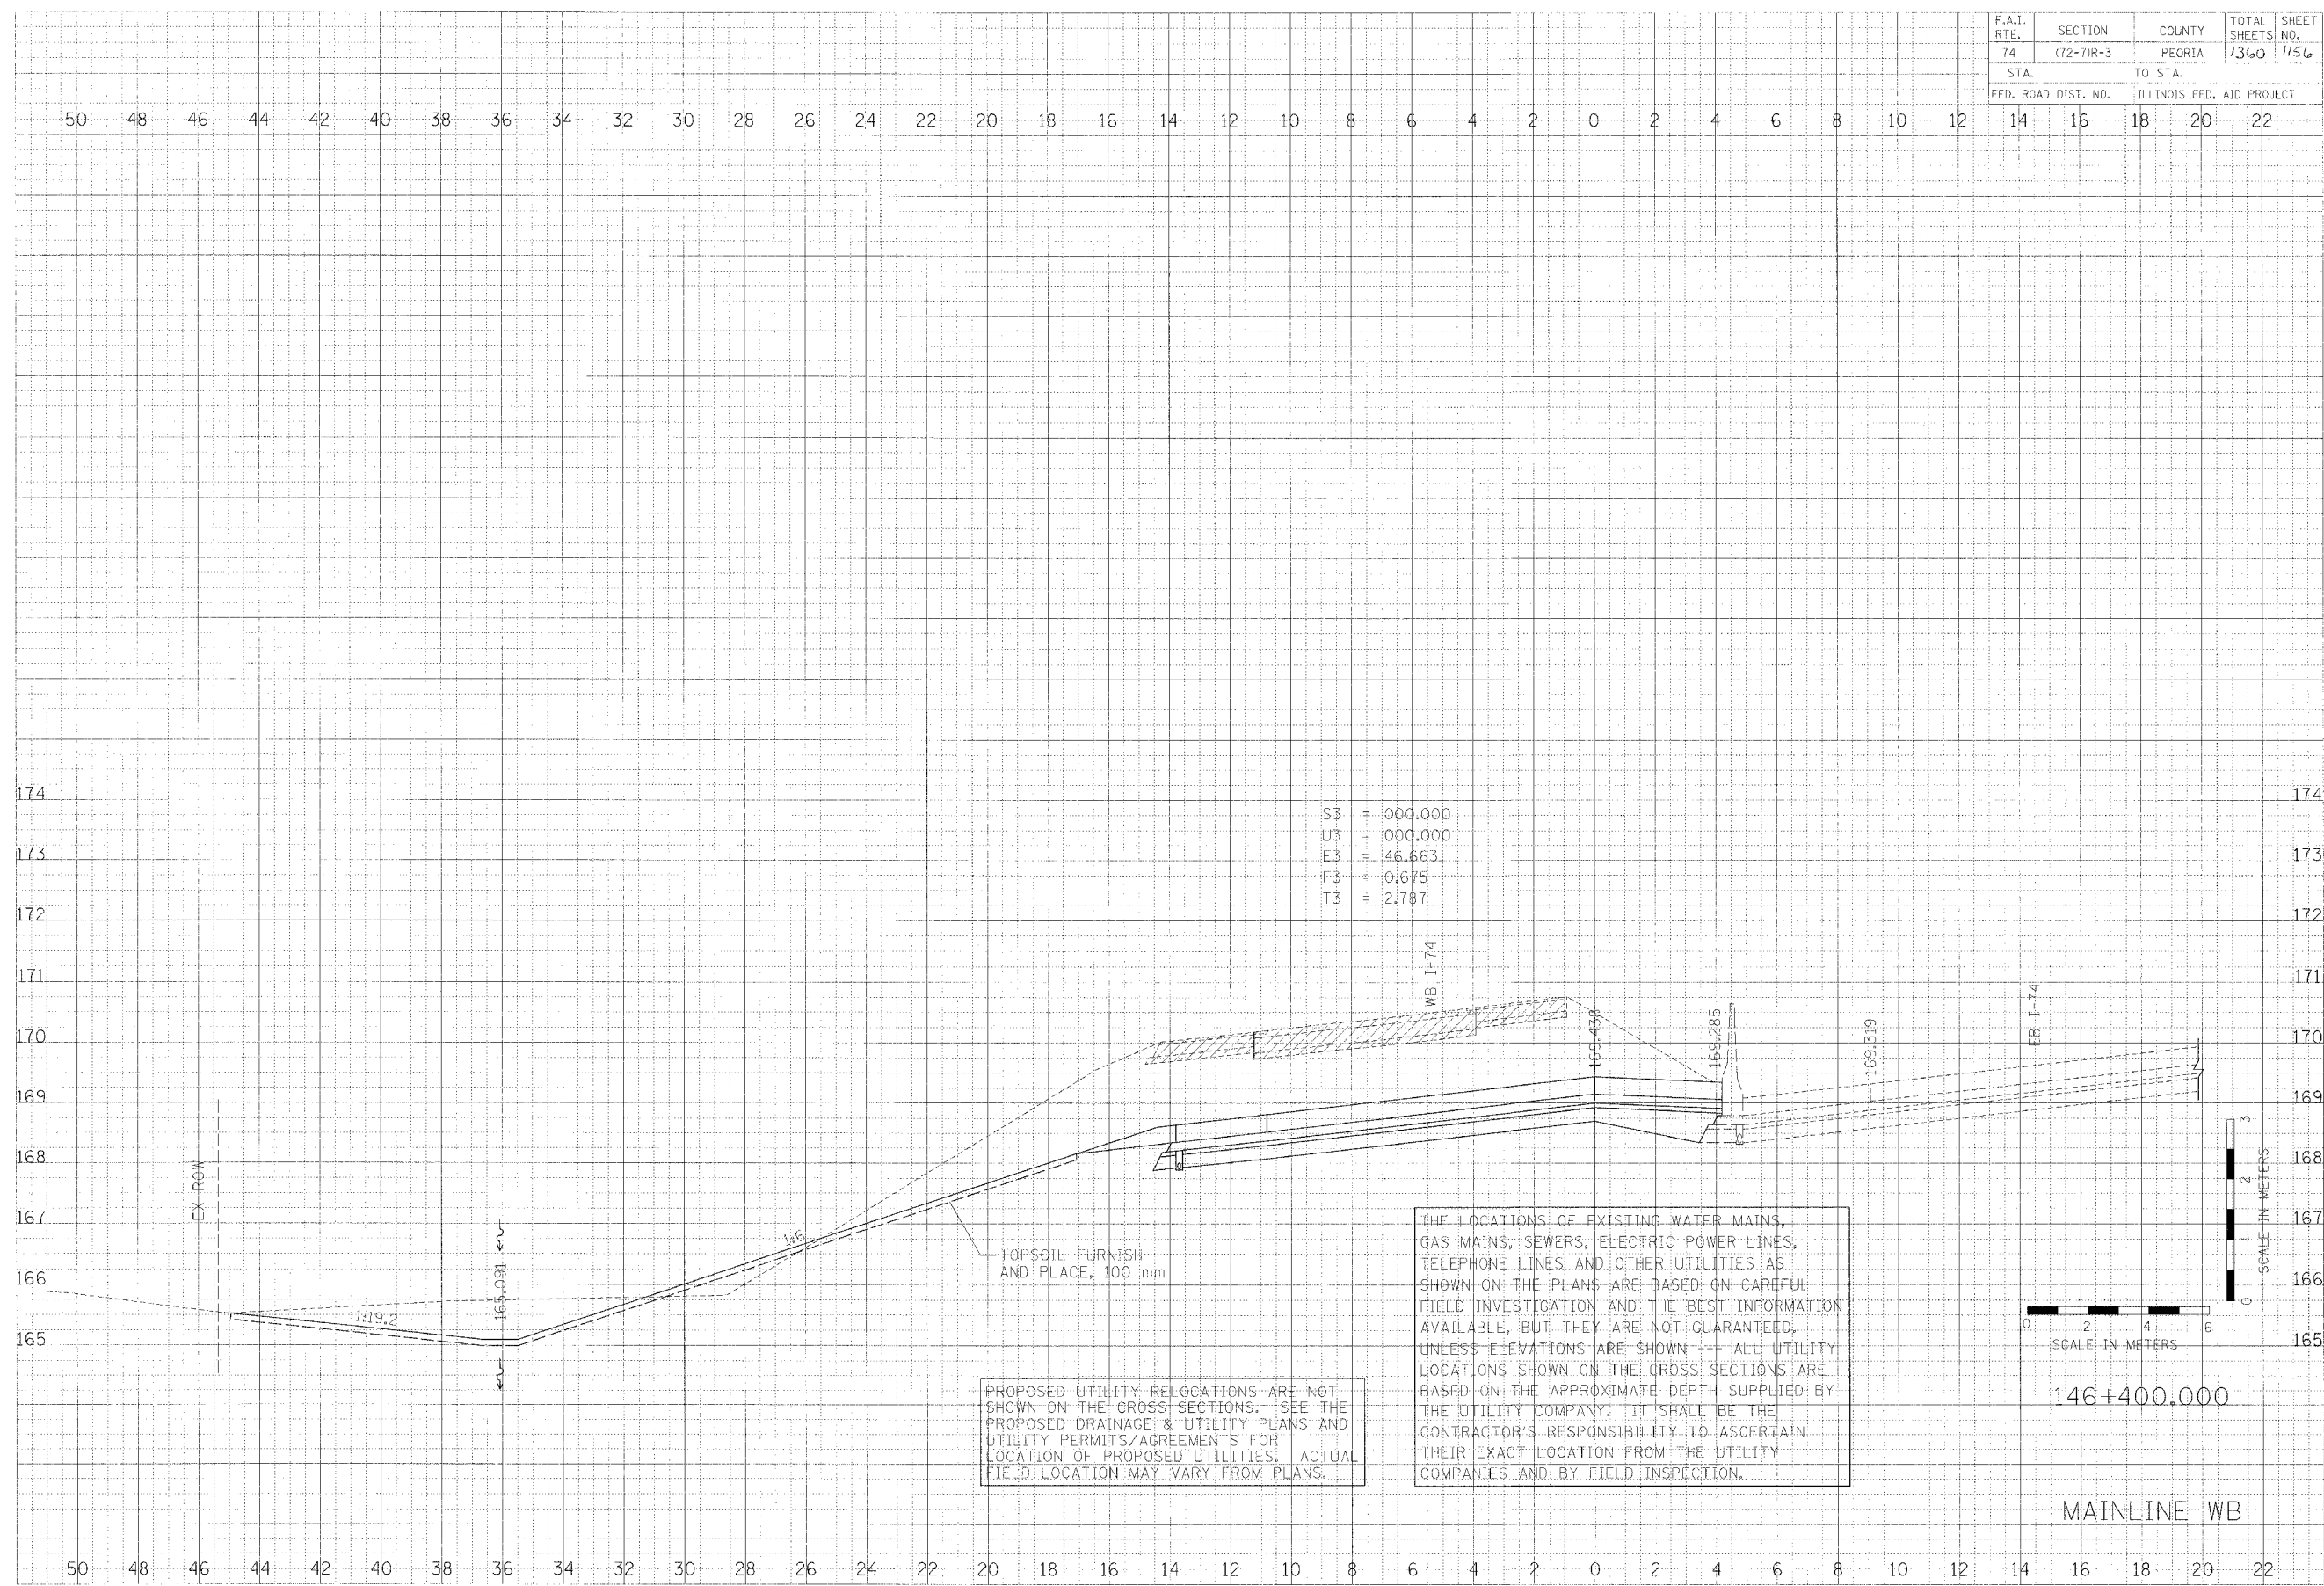 F.A.I. RTE. SECTION COUNTY TOTAL SHEETS SHEET NO.
74 (72-7)R-3 PEORIA 1360 1156
STA. TO STA.
FED. ROAD DIST. NO. ILLINOIS FED. AID PROJECT
50 48 46 44 42 40 38 36 34 32 30 28 26 24 22 20 18 16 14 12 10 8 6 4 2 0 2 4 6 8 10 12 14 16 18 20 22
174 174
S3 = 000.000
U3 = 000.000
173 173
E3 = 46.663
F3 = 0.675
T3 = 2.787
172 172
WB I-74
171 171
EB I-74
170 170
169.438
169.285
169.319
169 169
168 168
EX ROW
167 167
1:6
TOPSOIL FURNISH
AND PLACE, 100 mm
166 166
165.091
1:19.2
165 165
3
2
1
0
SCALE IN METERS
0 2 4 6
SCALE IN METERS
THE LOCATIONS OF EXISTING WATER MAINS,
GAS MAINS, SEWERS, ELECTRIC POWER LINES,
TELEPHONE LINES AND OTHER UTILITIES AS
SHOWN ON THE PLANS ARE BASED ON CAREFUL
FIELD INVESTIGATION AND THE BEST INFORMATION
AVAILABLE, BUT THEY ARE NOT GUARANTEED.
UNLESS ELEVATIONS ARE SHOWN --- ALL UTILITY
LOCATIONS SHOWN ON THE CROSS SECTIONS ARE
BASED ON THE APPROXIMATE DEPTH SUPPLIED BY
THE UTILITY COMPANY. IT SHALL BE THE
CONTRACTOR'S RESPONSIBILITY TO ASCERTAIN
THEIR EXACT LOCATION FROM THE UTILITY
COMPANIES AND BY FIELD INSPECTION.
PROPOSED UTILITY RELOCATIONS ARE NOT
SHOWN ON THE CROSS SECTIONS. SEE THE
PROPOSED DRAINAGE & UTILITY PLANS AND
UTILITY PERMITS/AGREEMENTS FOR
LOCATION OF PROPOSED UTILITIES. ACTUAL
FIELD LOCATION MAY VARY FROM PLANS.
146+400.000
MAINLINE WB
50 48 46 44 42 40 38 36 34 32 30 28 26 24 22 20 18 16 14 12 10 8 6 4 2 0 2 4 6 8 10 12 14 16 18 20 22